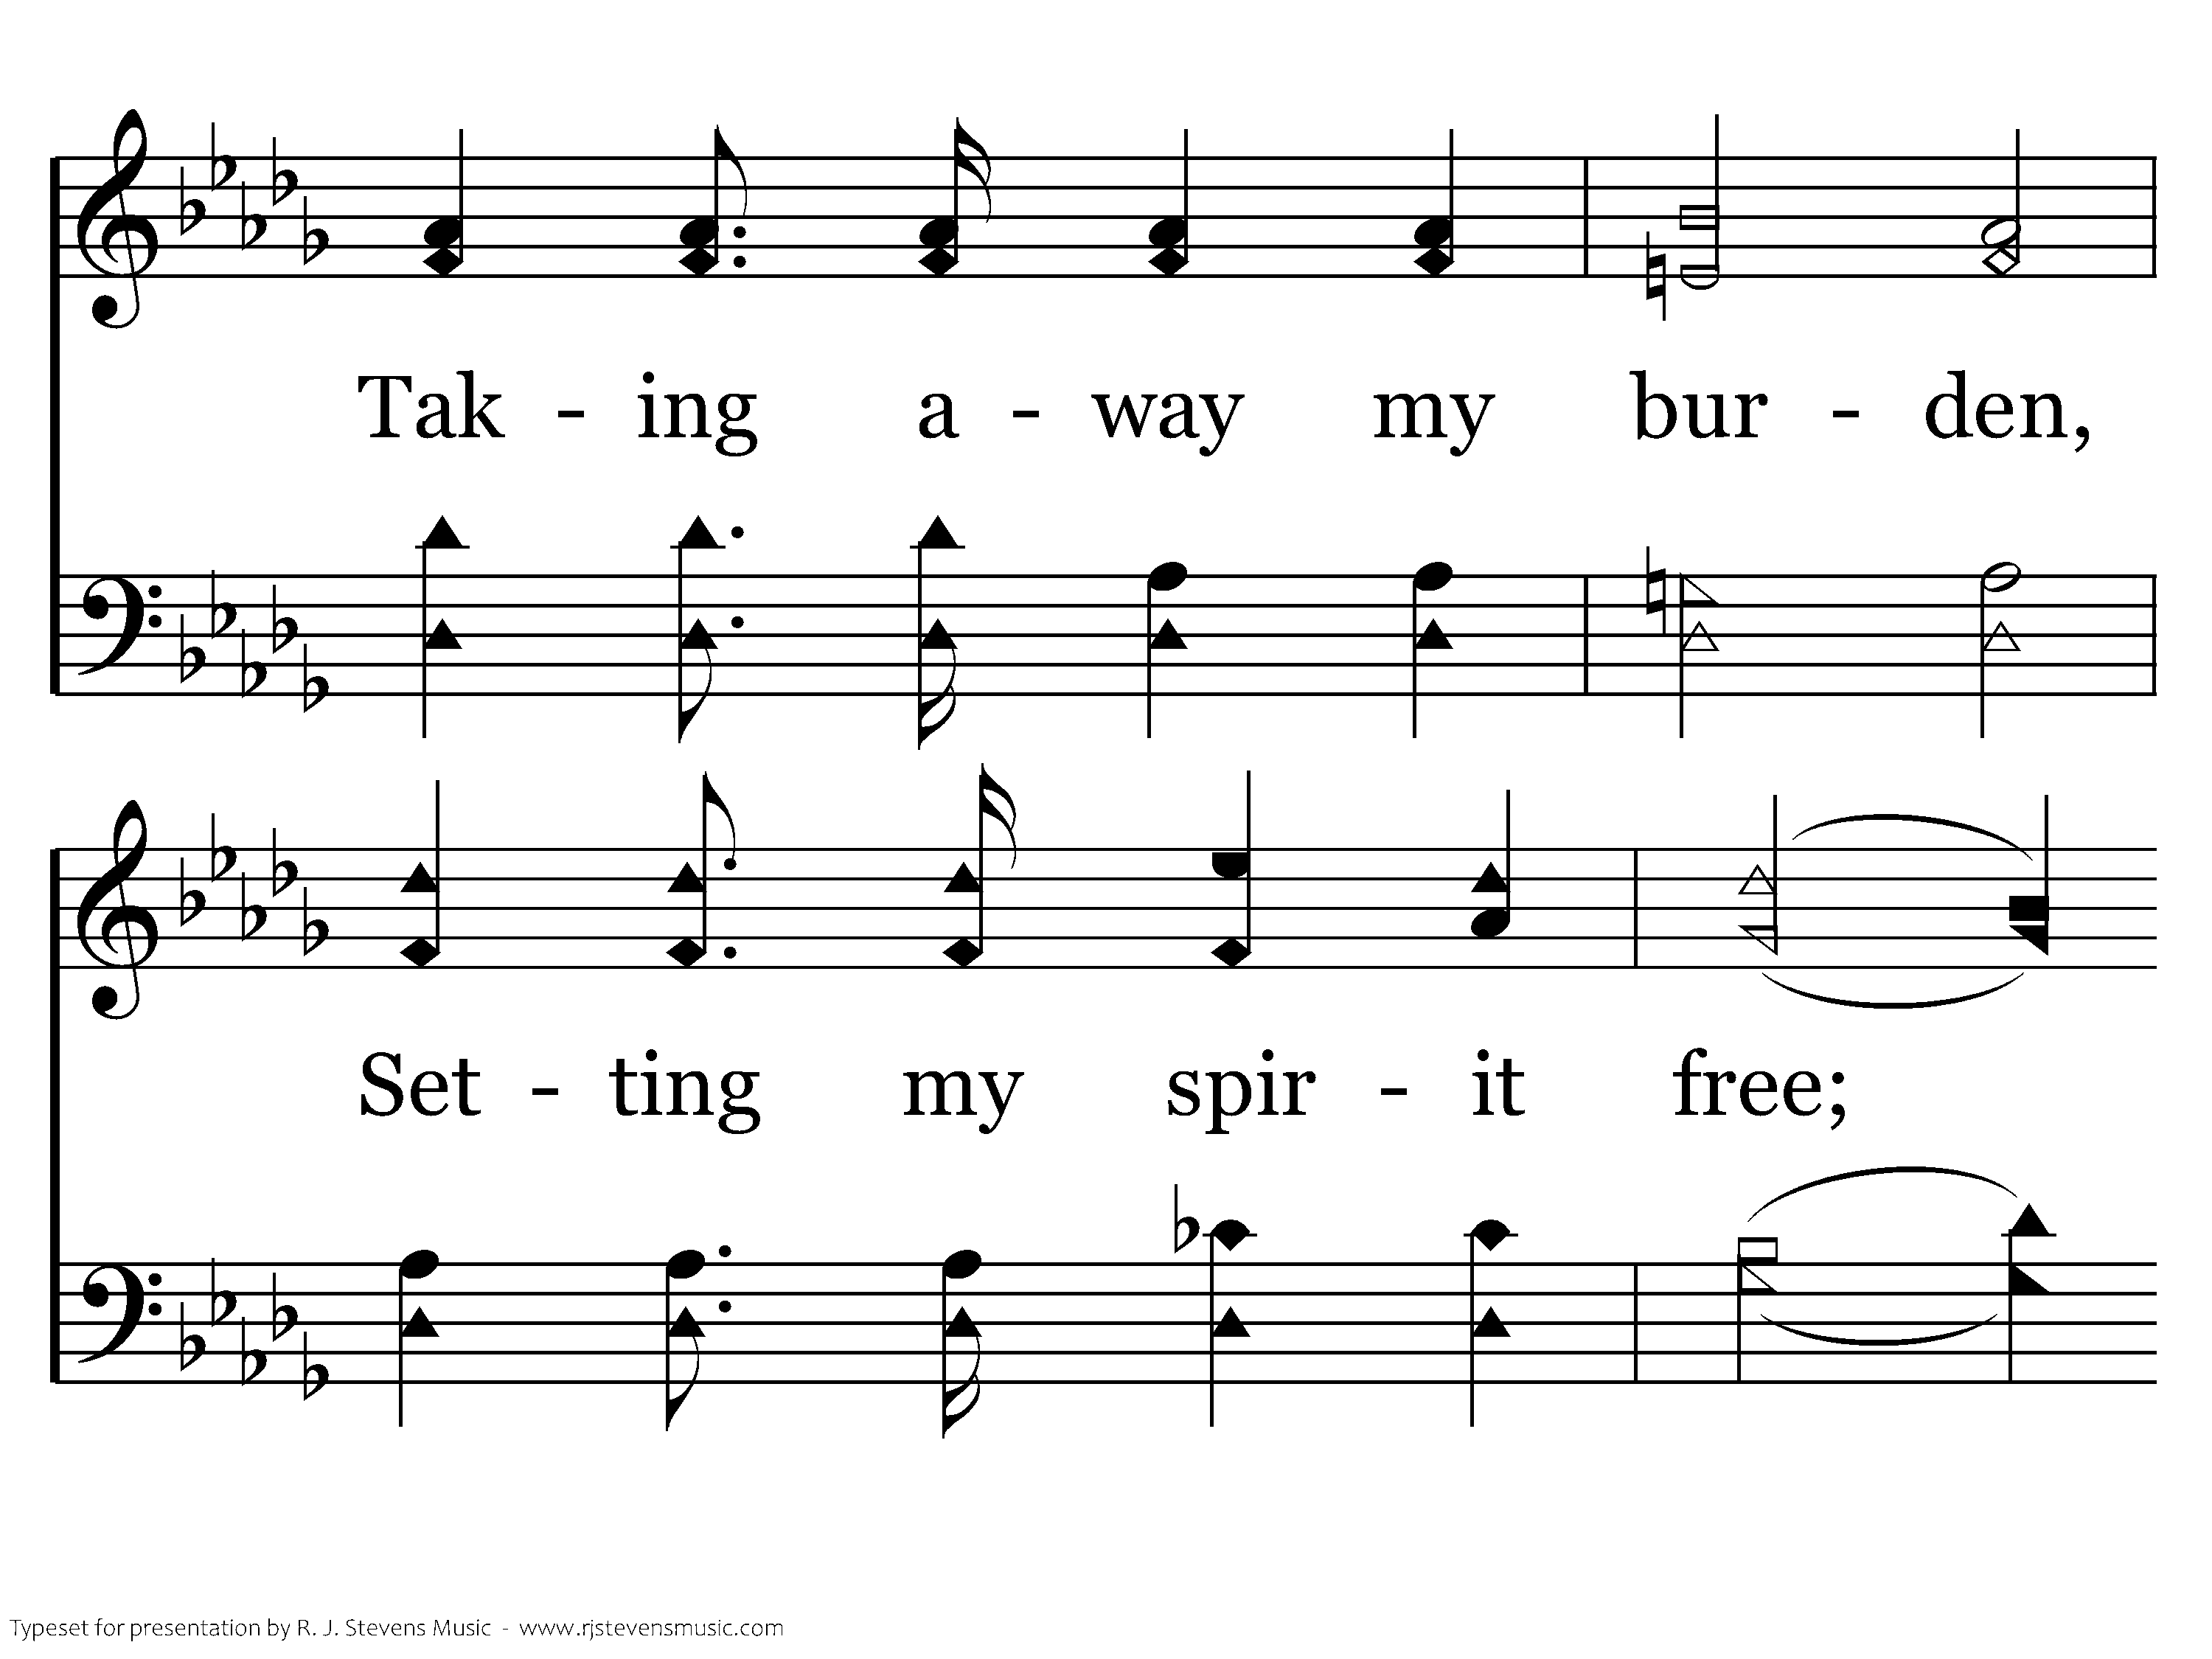 Tak - ing a - way my bur - den,
Set - ting my spir - it free;
Typeset for presentation by R. J. Stevens Music - www.rjstevensmusic.com